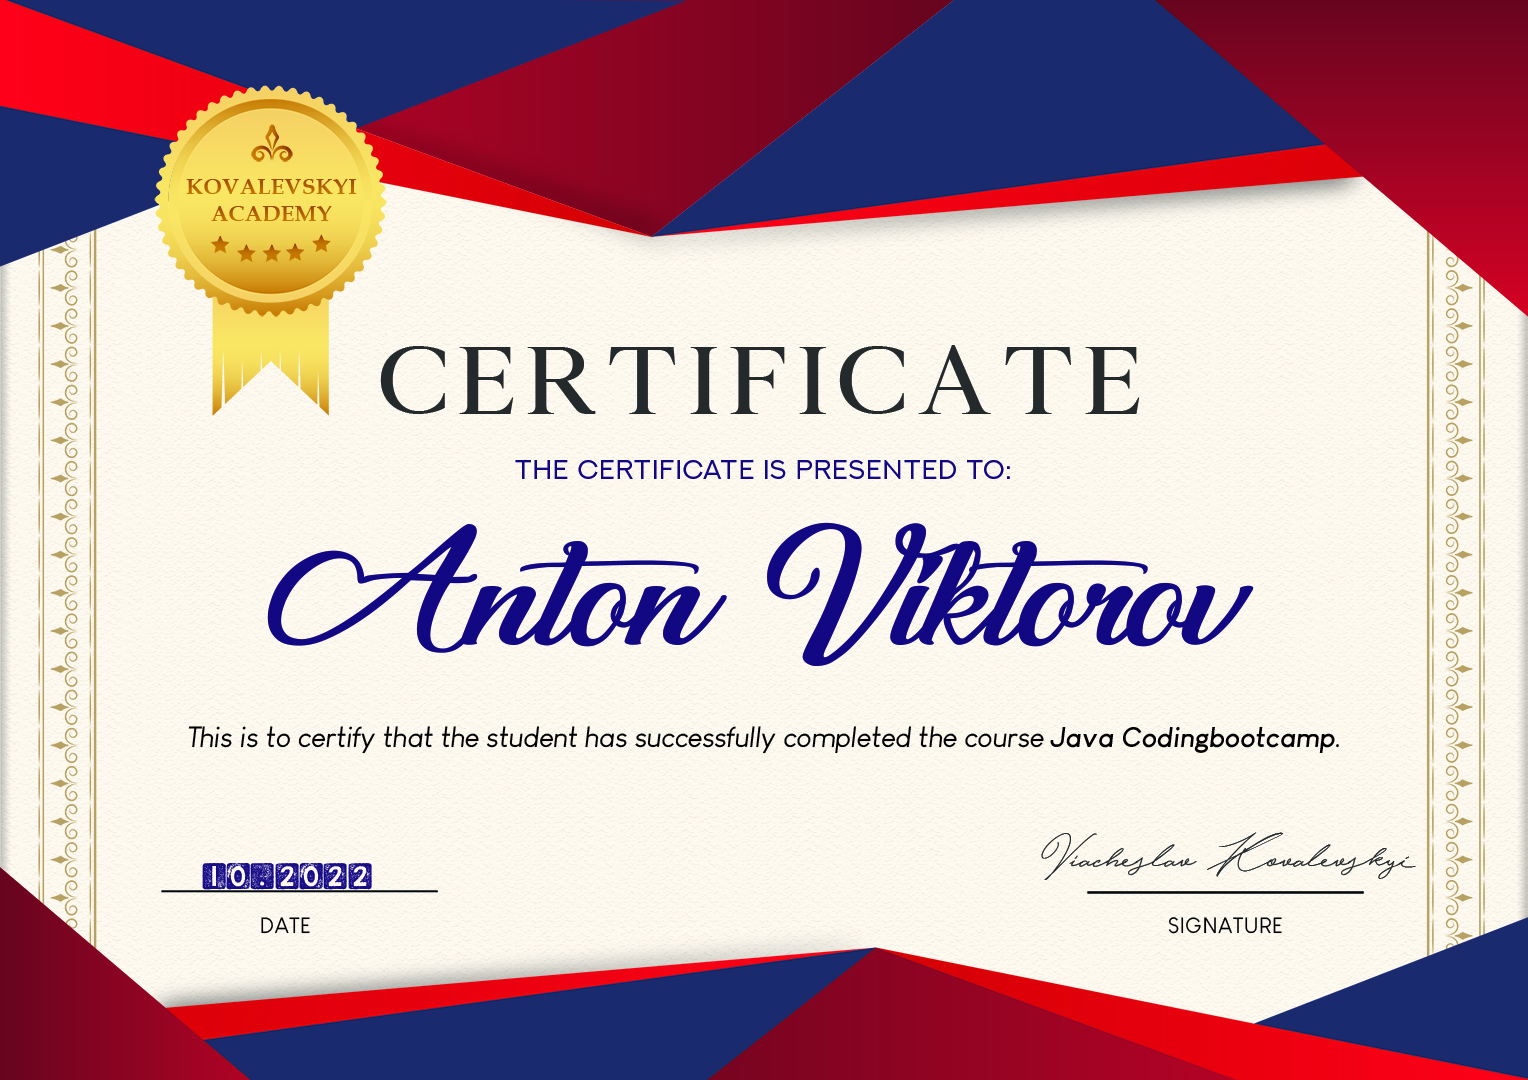 KOVALEVSKYI
ACADEMY
CERTIFICATE
THE CERTIFICATE IS PRESENTED TO:
Anton Viktorov
This is to certify that the student has successfully completed the course Java Codingbootcamp.
10.2022
DATE
Viacheslav Kovalevskyi
SIGNATURE